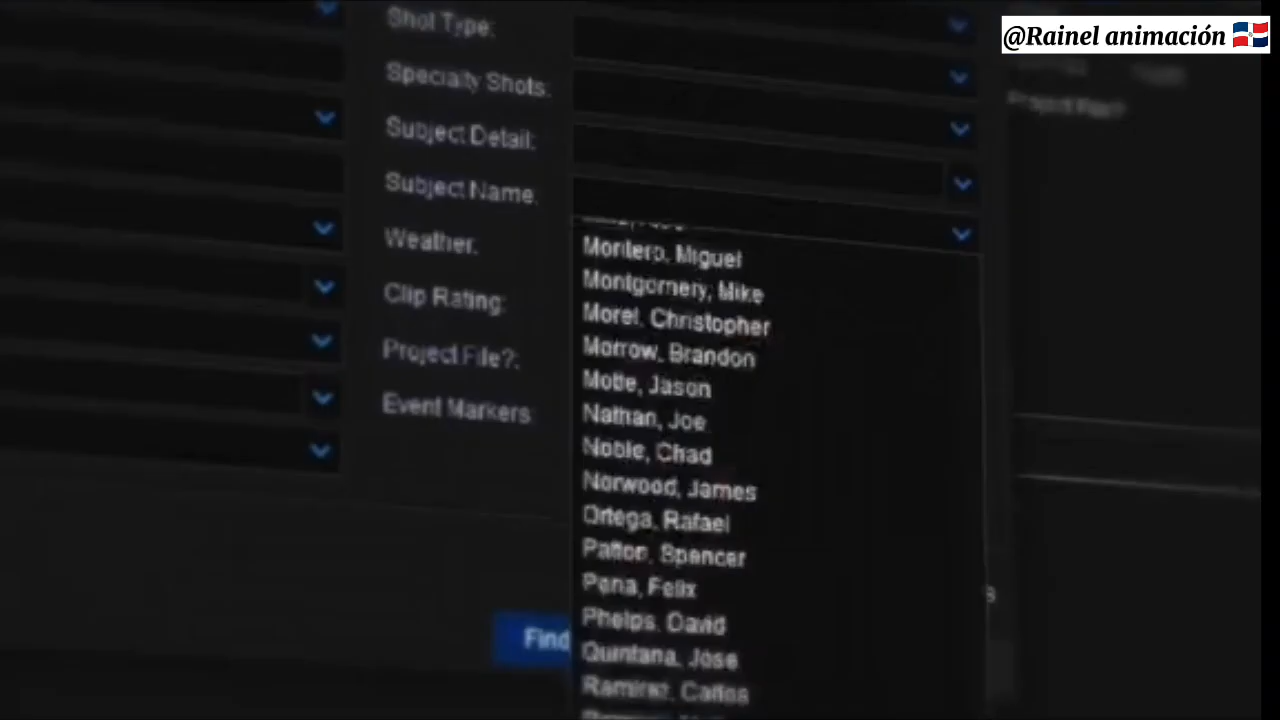 @Rainel animación 🇩🇴
Shot Type:
Specialty Shots:
Subject Detail:
Subject Name:
Weather:
Clip Rating:
Project File?:
Event Markers:
Project File?
Montero, Miguel
Montgomery, Mike
Morel, Christopher
Morrow, Brandon
Motte, Jason
Nathan, Joe
Noble, Chad
Norwood, James
Ortega, Rafael
Patton, Spencer
Pena, Felix
Phelps, David
Quintana, Jose
Ramirez, Carlos
Find